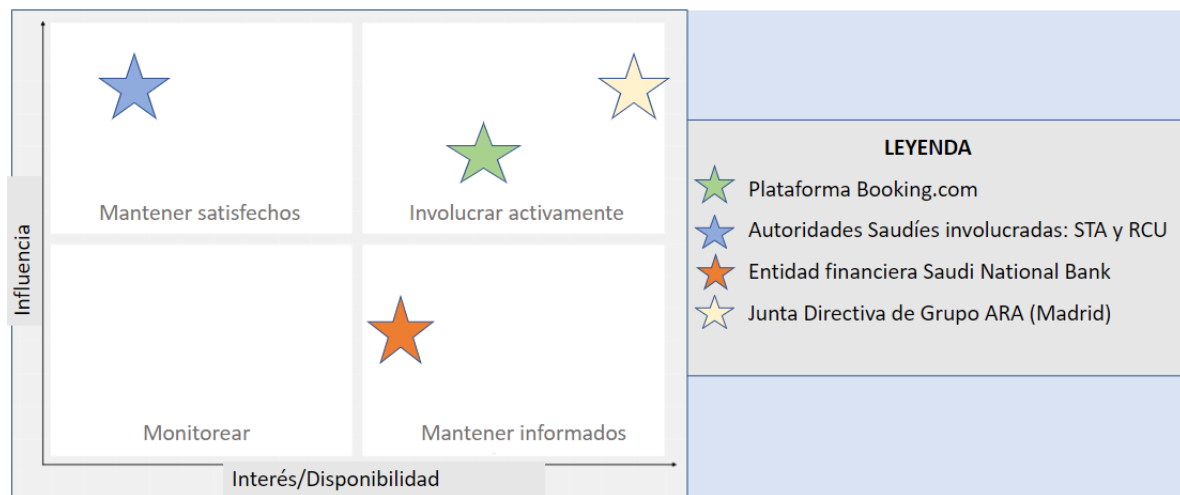 Influencia
Mantener satisfechos
Involucrar activamente
Monitorear
Mantener informados
Interés/Disponibilidad
LEYENDA
Plataforma Booking.com
Autoridades Saudíes involucradas: STA y RCU
Entidad financiera Saudi National Bank
Junta Directiva de Grupo ARA (Madrid)